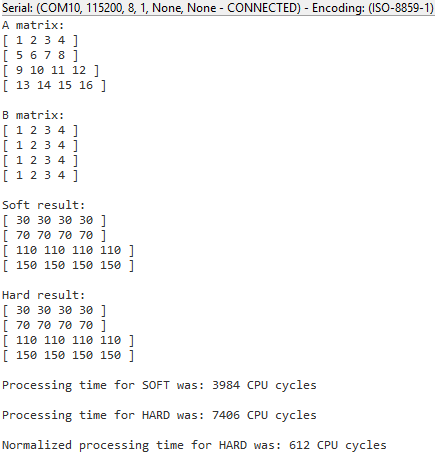 Serial: (COM10, 115200, 8, 1, None, None - CONNECTED) - Encoding: (ISO-8859-1)
A matrix:
[ 1 2 3 4 ]
[ 5 6 7 8 ]
[ 9 10 11 12 ]
[ 13 14 15 16 ]
B matrix:
[ 1 2 3 4 ]
[ 1 2 3 4 ]
[ 1 2 3 4 ]
[ 1 2 3 4 ]
Soft result:
[ 30 30 30 30 ]
[ 70 70 70 70 ]
[ 110 110 110 110 ]
[ 150 150 150 150 ]
Hard result:
[ 30 30 30 30 ]
[ 70 70 70 70 ]
[ 110 110 110 110 ]
[ 150 150 150 150 ]
Processing time for SOFT was: 3984 CPU cycles
Processing time for HARD was: 7406 CPU cycles
Normalized processing time for HARD was: 612 CPU cycles